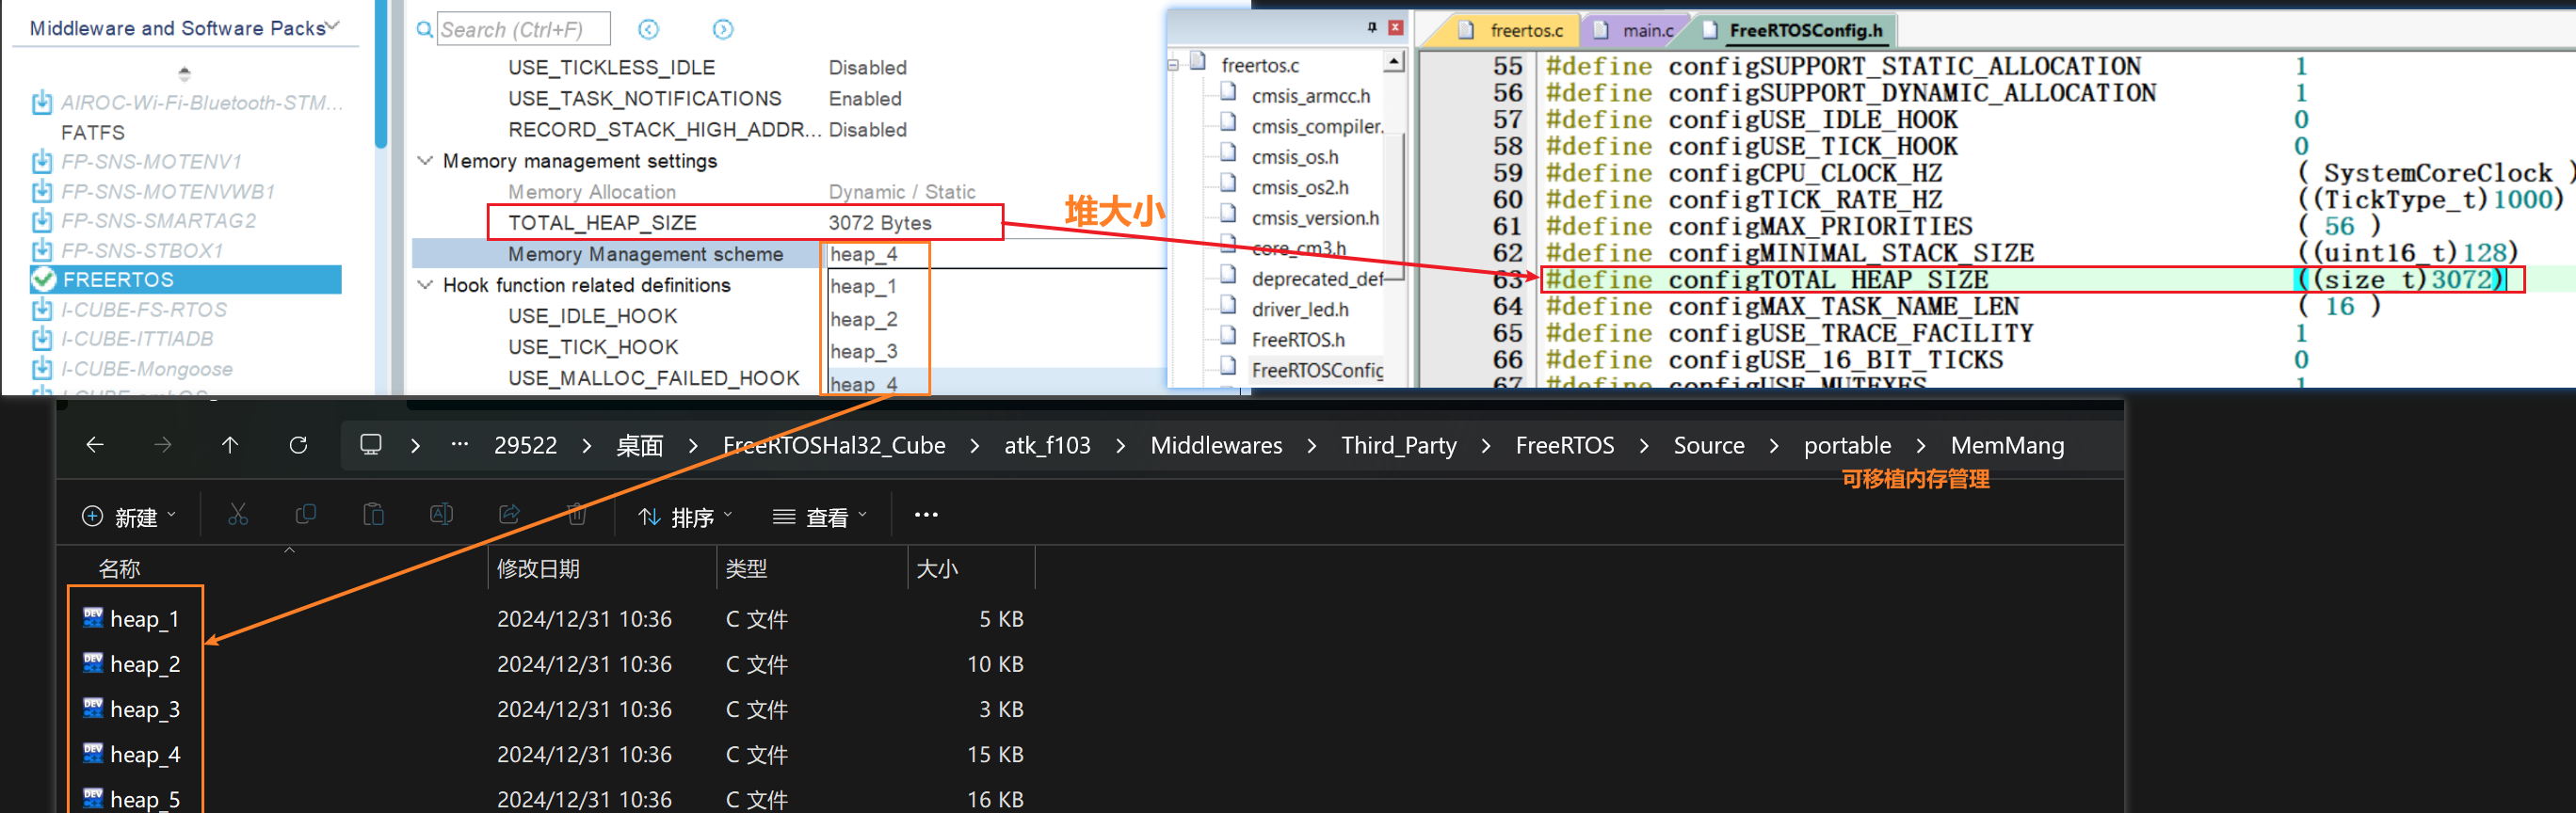 Middleware and Software Packs
AIROC-Wi-Fi-Bluetooth-STM...
FATFS
FP-SNS-MOTENV1
FP-SNS-MOTENVWB1
FP-SNS-SMARTAG2
FP-SNS-STBOX1
FREERTOS
I-CUBE-FS-RTOS
I-CUBE-ITTIADB
I-CUBE-Mongoose
Search (Ctrl+F)
USE_TICKLESS_IDLE Disabled
USE_TASK_NOTIFICATIONS Enabled
RECORD_STACK_HIGH_ADDR... Disabled
Memory management settings
Memory Allocation Dynamic / Static
TOTAL_HEAP_SIZE 3072 Bytes
Memory Management scheme heap_4
Hook function related definitions heap_1
USE_IDLE_HOOK heap_2
USE_TICK_HOOK heap_3
USE_MALLOC_FAILED_HOOK heap_4
堆大小
freertos.c
cmsis_armcc.h
cmsis_compiler.
cmsis_os.h
cmsis_os2.h
cmsis_version.h
core_cm3.h
deprecated_def
driver_led.h
FreeRTOS.h
FreeRTOSConfig
freertos.c main.c FreeRTOSConfig.h
55 #define configSUPPORT_STATIC_ALLOCATION 1
56 #define configSUPPORT_DYNAMIC_ALLOCATION 1
57 #define configUSE_IDLE_HOOK 0
58 #define configUSE_TICK_HOOK 0
59 #define configCPU_CLOCK_HZ ( SystemCoreClock )
60 #define configTICK_RATE_HZ ((TickType_t)1000)
61 #define configMAX_PRIORITIES ( 56 )
62 #define configMINIMAL_STACK_SIZE ((uint16_t)128)
63 #define configTOTAL_HEAP_SIZE ((size_t)3072)
64 #define configMAX_TASK_NAME_LEN ( 16 )
65 #define configUSE_TRACE_FACILITY 1
66 #define configUSE_16_BIT_TICKS 0
67 #define configUSE_MUTEXES 1
··· 29522 > 桌面 > FreeRTOSHal32_Cube > atk_f103 > Middlewares > Third_Party > FreeRTOS > Source > portable > MemMang
可移植内存管理
新建 排序 查看 ···
名称 修改日期 类型 大小
heap_1 2024/12/31 10:36 C 文件 5 KB
heap_2 2024/12/31 10:36 C 文件 10 KB
heap_3 2024/12/31 10:36 C 文件 3 KB
heap_4 2024/12/31 10:36 C 文件 15 KB
heap_5 2024/12/31 10:36 C 文件 16 KB